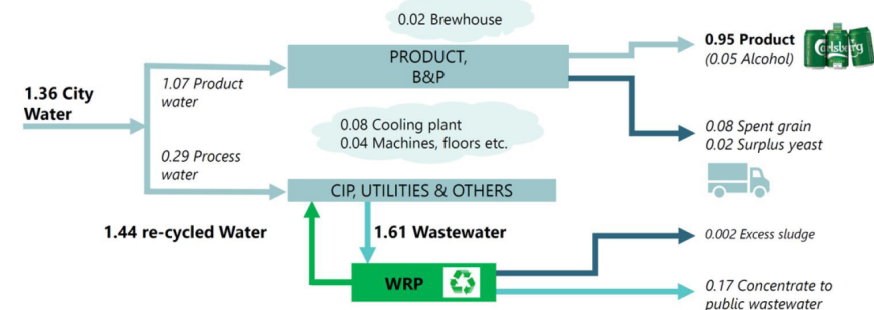 0.02 Brewhouse
PRODUCT,
B&P
0.95 Product
(0.05 Alcohol)
Carlsberg
1.36 City
Water
1.07 Product
water
0.08 Cooling plant
0.04 Machines, floors etc.
0.08 Spent grain
0.02 Surplus yeast
0.29 Process
water
CIP, UTILITIES & OTHERS
1.44 re-cycled Water
1.61 Wastewater
0.002 Excess sludge
WRP
0.17 Concentrate to
public wastewater